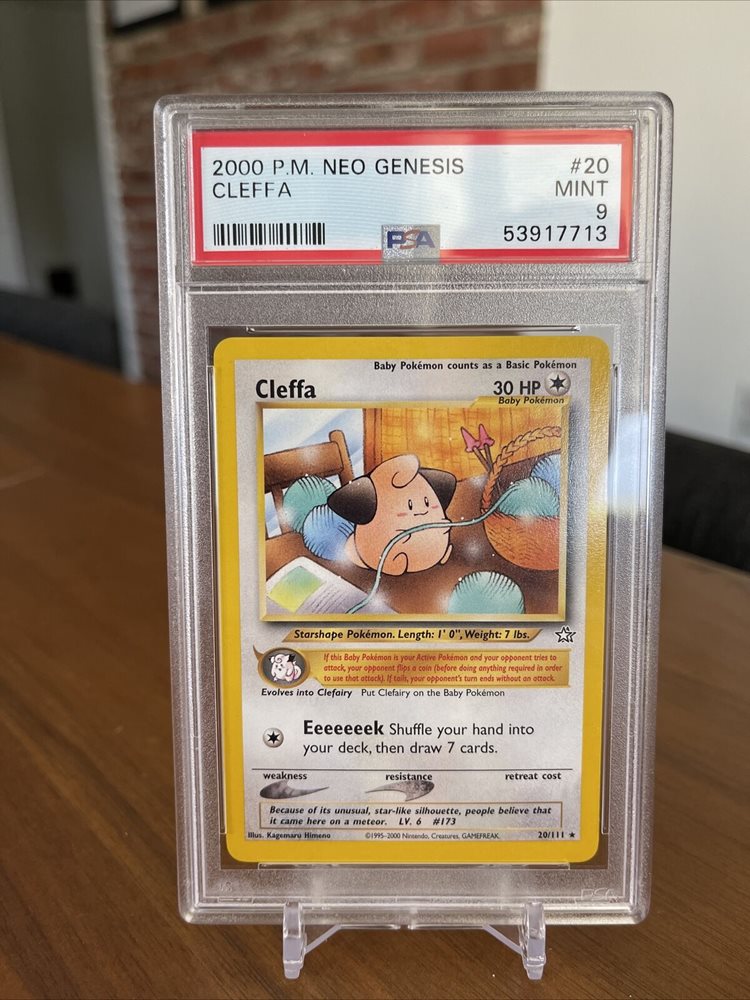 2000 P.M. NEO GENESIS #20
CLEFFA MINT
9
PSA 53917713
Baby Pokémon counts as a Basic Pokémon
Cleffa 30 HP
Baby Pokémon
Starshape Pokémon. Length: 1' 0", Weight: 7 lbs.
If this Baby Pokémon is your Active Pokémon and your opponent tries to
attack, your opponent flips a coin (before doing anything required in order
to use that attack). If tails, your opponent's turn ends without an attack.
Evolves into Clefairy Put Clefairy on the Baby Pokémon
Eeeeeeek Shuffle your hand into
your deck, then draw 7 cards.
weakness resistance retreat cost
Because of its unusual, star-like silhouette, people believe that
it came here on a meteor. LV. 6 #173
Illus. Kagemaru Himeno ©1995-2000 Nintendo, Creatures, GAMEFREAK. 20/111 ★
PSA